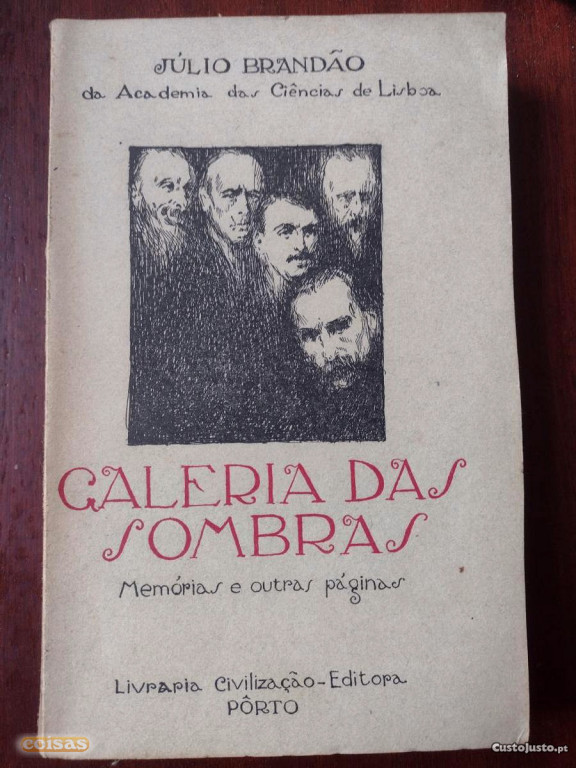 JÚLIO BRANDÃO
da Academia das Ciências de Lisboa
GALERIA DAS
SOMBRAS
Memórias e outras páginas
Livraria Civilização-Editora
PÔRTO
coisas
CustoJusto.pt